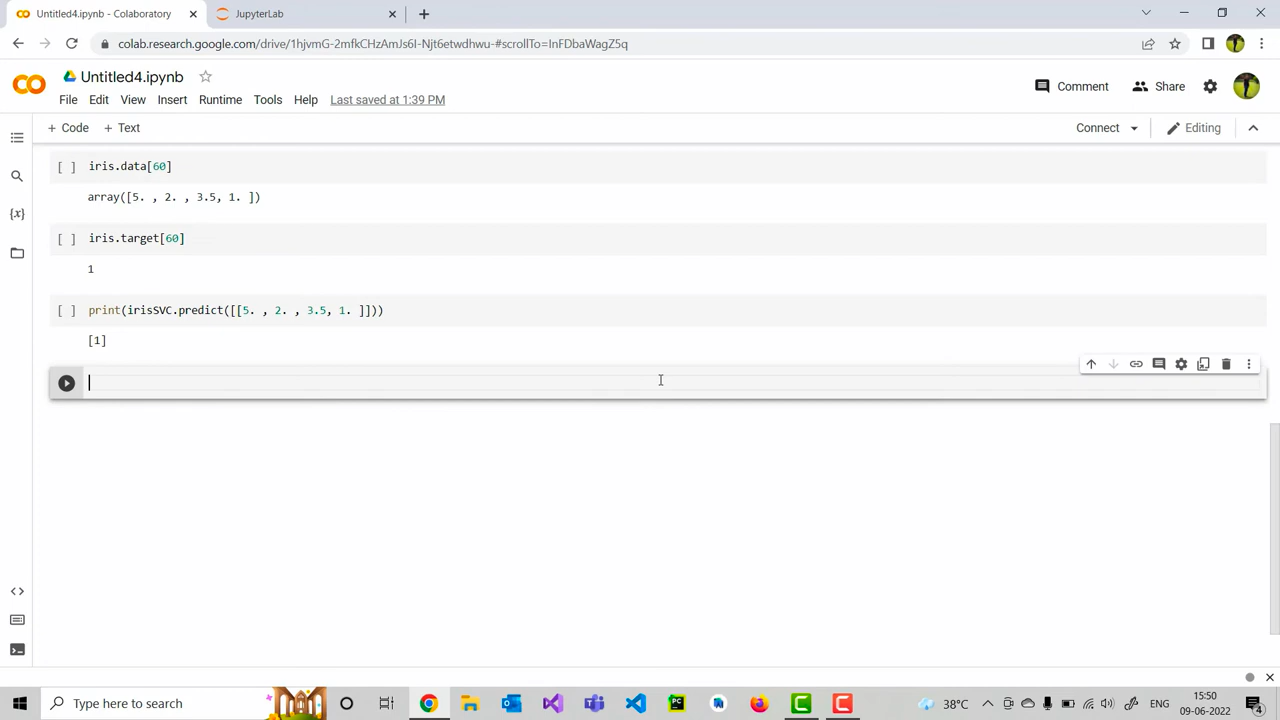 Untitled4.ipynb - Colaboratory
JupyterLab
colab.research.google.com/drive/1hjvmG-2mfkCHzAmJs6I-Njt6etwdhwu-#scrollTo=InFDbaWagZ5q
Untitled4.ipynb
File Edit View Insert Runtime Tools Help Last saved at 1:39 PM
Comment Share
+ Code + Text
Connect Editing
[ ] iris.data[60]
array([5. , 2. , 3.5, 1. ])
[ ] iris.target[60]
1
[ ] print(irisSVC.predict([[5. , 2. , 3.5, 1. ]]))
[1]
{x}
Type here to search
38°C
ENG
15:50
09-06-2022
4